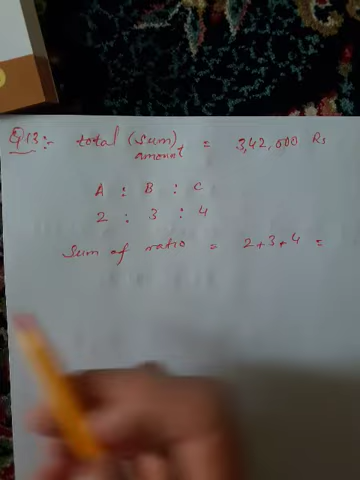 Q13:- total (sum) = 3,42,000 Rs
amount
A : B : C
2 : 3 : 4
Sum of ratio = 2+3+4 =